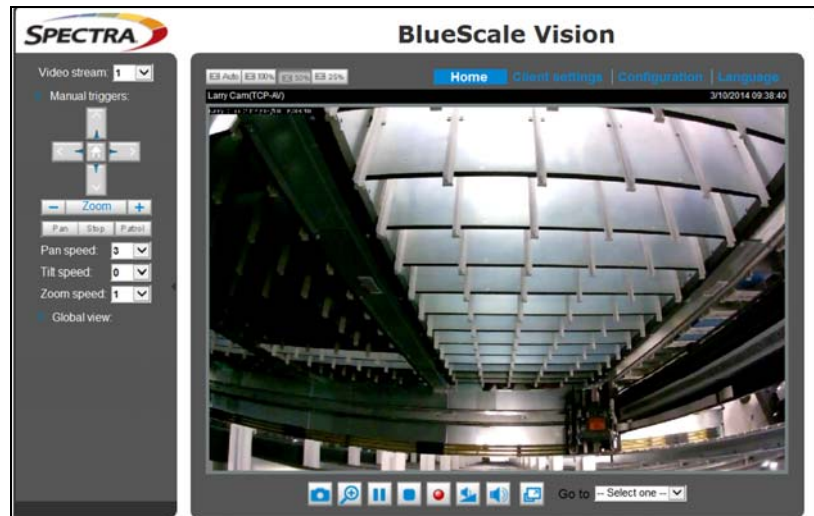 SPECTRA
BlueScale Vision
Video stream: 1
Manual triggers:
Zoom
Pan Stop Patrol
Pan speed: 3
Tilt speed: 0
Zoom speed: 1
Global view:
Auto 100% 50% 25%
Home Client settings Configuration Language
Larry Cam(TCP-AV) 3/10/2014 09:38:40
Go to -- Select one --